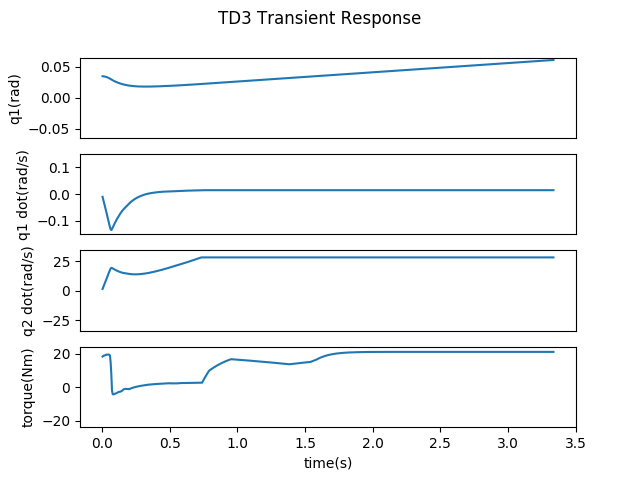 TD3 Transient Response
q1(rad)
0.05
0.00
−0.05
q1 dot(rad/s)
0.1
0.0
−0.1
q2 dot(rad/s)
25
0
−25
torque(Nm)
20
0
−20
0.0 0.5 1.0 1.5 2.0 2.5 3.0 3.5
time(s)